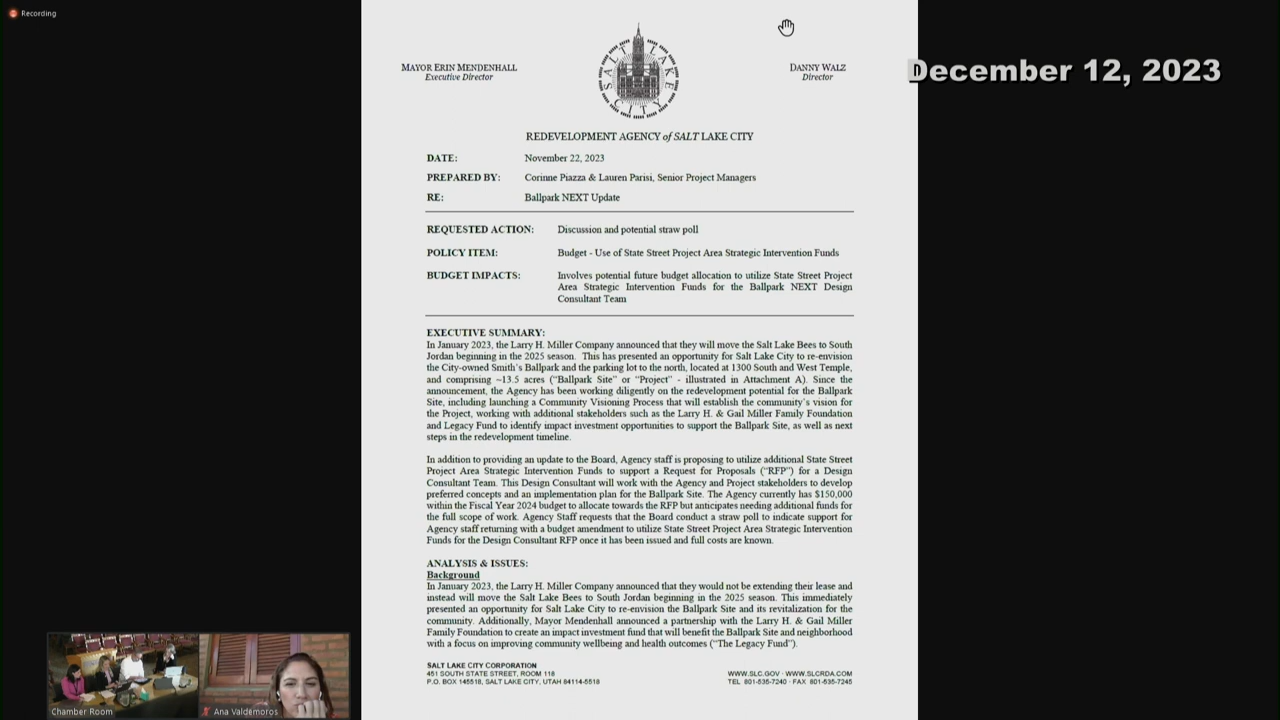 Recording
December 12, 2023
SALT LAKE CITY
MAYOR ERIN MENDENHALL
Executive Director
DANNY WALZ
Director
REDEVELOPMENT AGENCY of SALT LAKE CITY
DATE: November 22, 2023
PREPARED BY: Corinne Piazza & Lauren Parisi, Senior Project Managers
RE: Ballpark NEXT Update
REQUESTED ACTION: Discussion and potential straw poll
POLICY ITEM: Budget - Use of State Street Project Area Strategic Intervention Funds
BUDGET IMPACTS: Involves potential future budget allocation to utilize State Street Project
Area Strategic Intervention Funds for the Ballpark NEXT Design
Consultant Team
EXECUTIVE SUMMARY:
In January 2023, the Larry H. Miller Company announced that they will move the Salt Lake Bees to South
Jordan beginning in the 2025 season. This has presented an opportunity for Salt Lake City to re-envision
the City-owned Smith's Ballpark and the parking lot to the north, located at 1300 South and West Temple,
and comprising ~13.5 acres ("Ballpark Site" or "Project" - illustrated in Attachment A). Since the
announcement, the Agency has been working diligently on the redevelopment potential for the Ballpark
Site, including launching a Community Visioning Process that will establish the community's vision for
the Project, working with additional stakeholders such as the Larry H. & Gail Miller Family Foundation
and Legacy Fund to identify impact investment opportunities to support the Ballpark Site, as well as next
steps in the redevelopment timeline.
In addition to providing an update to the Board, Agency staff is proposing to utilize additional State Street
Project Area Strategic Intervention Funds to support a Request for Proposals ("RFP") for a Design
Consultant Team. This Design Consultant will work with the Agency and Project stakeholders to develop
preferred concepts and an implementation plan for the Ballpark Site. The Agency currently has $150,000
within the Fiscal Year 2024 budget to allocate towards the RFP but anticipates needing additional funds for
the full scope of work. Agency Staff requests that the Board conduct a straw poll to indicate support for
Agency staff returning with a budget amendment to utilize State Street Project Area Strategic Intervention
Funds for the Design Consultant RFP once it has been issued and full costs are known.
ANALYSIS & ISSUES:
Background
In January 2023, the Larry H. Miller Company announced that they would not be extending their lease and
instead will move the Salt Lake Bees to South Jordan beginning in the 2025 season. This immediately
presented an opportunity for Salt Lake City to re-envision the Ballpark Site and its revitalization for the
community. Additionally, Mayor Mendenhall announced a partnership with the Larry H. & Gail Miller
Family Foundation to create an impact investment fund that will benefit the Ballpark Site and neighborhood
with a focus on improving community wellbeing and health outcomes ("The Legacy Fund").
SALT LAKE CITY CORPORATION
451 SOUTH STATE STREET, ROOM 118
P.O. BOX 145518, SALT LAKE CITY, UTAH 84114-5518
WWW.SLC.GOV · WWW.SLCRDA.COM
TEL 801-535-7240 · FAX 801-535-7245
Chamber Room
Ana Valdemoros